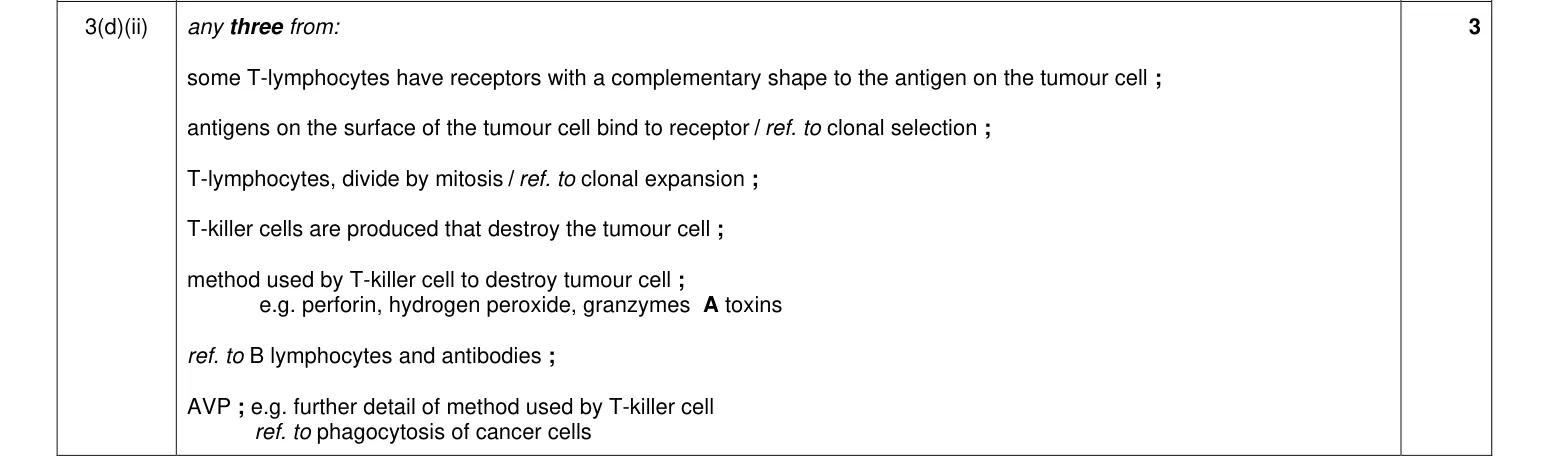 3(d)(ii) any three from: 3
some T-lymphocytes have receptors with a complementary shape to the antigen on the tumour cell ;
antigens on the surface of the tumour cell bind to receptor / ref. to clonal selection ;
T-lymphocytes, divide by mitosis / ref. to clonal expansion ;
T-killer cells are produced that destroy the tumour cell ;
method used by T-killer cell to destroy tumour cell ;
e.g. perforin, hydrogen peroxide, granzymes A toxins
ref. to B lymphocytes and antibodies ;
AVP ; e.g. further detail of method used by T-killer cell
ref. to phagocytosis of cancer cells